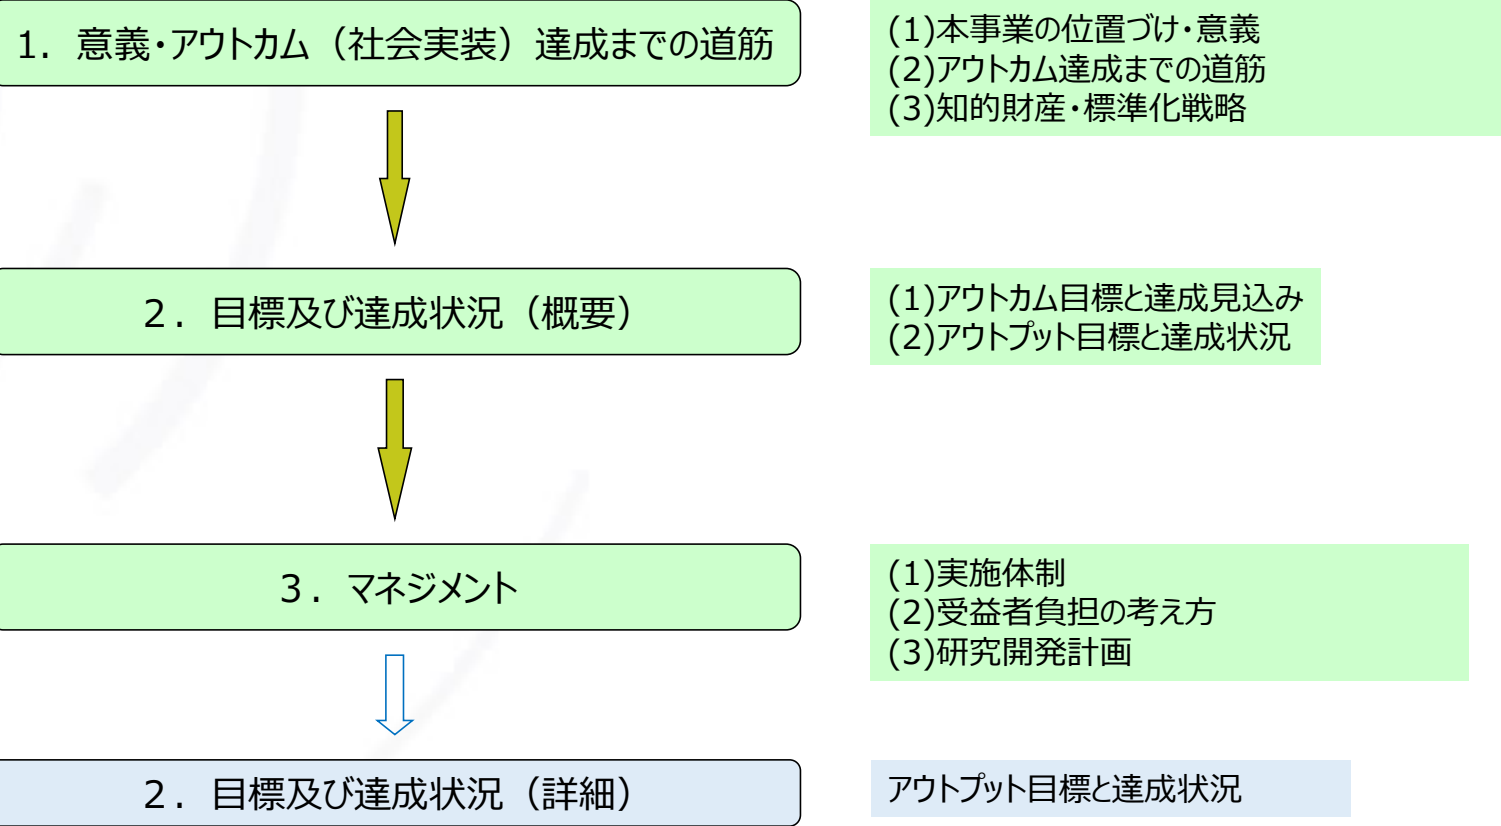 1. 意義・アウトカム（社会実装）達成までの道筋
(1)本事業の位置づけ・意義
(2)アウトカム達成までの道筋
(3)知的財産・標準化戦略
2. 目標及び達成状況（概要）
(1)アウトカム目標と達成見込み
(2)アウトプット目標と達成状況
3. マネジメント
(1)実施体制
(2)受益者負担の考え方
(3)研究開発計画
2. 目標及び達成状況（詳細）
アウトプット目標と達成状況